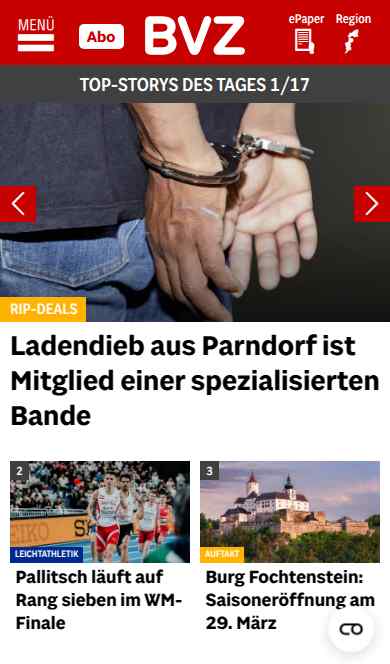 MENÜ
Abo
BVZ
ePaper
Region
TOP-STORYS DES TAGES 1/17
RIP-DEALS
Ladendieb aus Parndorf ist
Mitglied einer spezialisierten
Bande
2
SEIKO
LEICHTATHLETIK
Pallitsch läuft auf
Rang sieben im WM-
Finale
3
AUFTAKT
Burg Fochtenstein:
Saisoneröffnung am
29. März